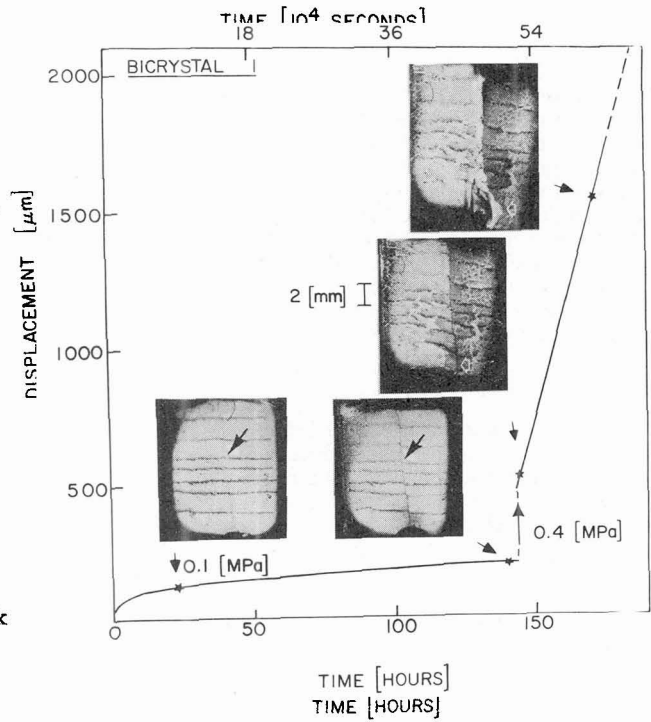 TIME [10⁴ SECONDS]
18 36 54
BICRYSTAL I
2000
1500
1000
500
DISPLACEMENT [μm]
2 [mm]
0.1 [MPa]
0.4 [MPa]
0 50 100 150
TIME [HOURS]
TIME [HOURS]